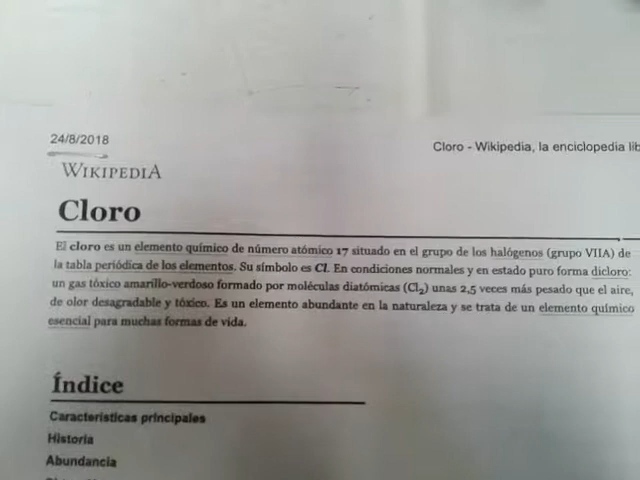 24/8/2018
Cloro - Wikipedia, la enciclopedia lib
WIKIPEDIA
Cloro
El cloro es un elemento químico de número atómico 17 situado en el grupo de los halógenos (grupo VIIA) de
la tabla periódica de los elementos. Su símbolo es Cl. En condiciones normales y en estado puro forma dicloro:
un gas tóxico amarillo-verdoso formado por moléculas diatómicas (Cl₂) unas 2,5 veces más pesado que el aire,
de olor desagradable y tóxico. Es un elemento abundante en la naturaleza y se trata de un elemento químico
esencial para muchas formas de vida.
Índice
Características principales
Historia
Abundancia